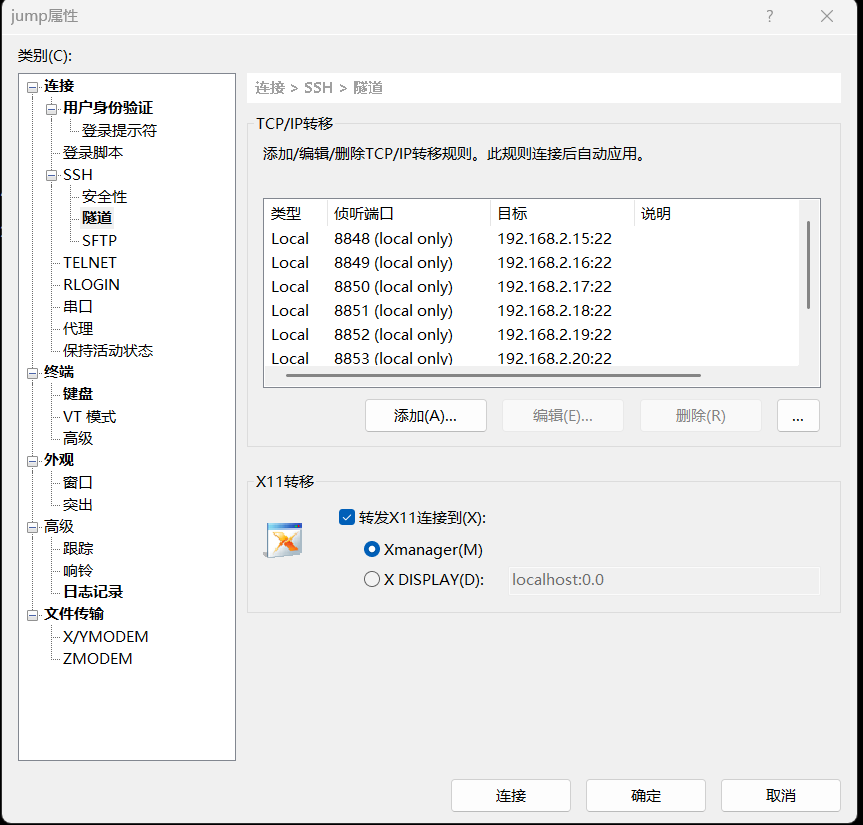 jump属性
类别(C):
连接
用户身份验证
登录提示符
登录脚本
SSH
安全性
隧道
SFTP
TELNET
RLOGIN
串口
代理
保持活动状态
终端
键盘
VT 模式
高级
外观
窗口
突出
高级
跟踪
响铃
日志记录
文件传输
X/YMODEM
ZMODEM
连接 > SSH > 隧道
TCP/IP转移
添加/编辑/删除TCP/IP转移规则。此规则连接后自动应用。
类型 侦听端口 目标 说明
Local 8848 (local only) 192.168.2.15:22
Local 8849 (local only) 192.168.2.16:22
Local 8850 (local only) 192.168.2.17:22
Local 8851 (local only) 192.168.2.18:22
Local 8852 (local only) 192.168.2.19:22
Local 8853 (local only) 192.168.2.20:22
添加(A)... 编辑(E)... 删除(R) ...
X11转移
转发X11连接到(X):
Xmanager(M)
X DISPLAY(D): localhost:0.0
连接 确定 取消